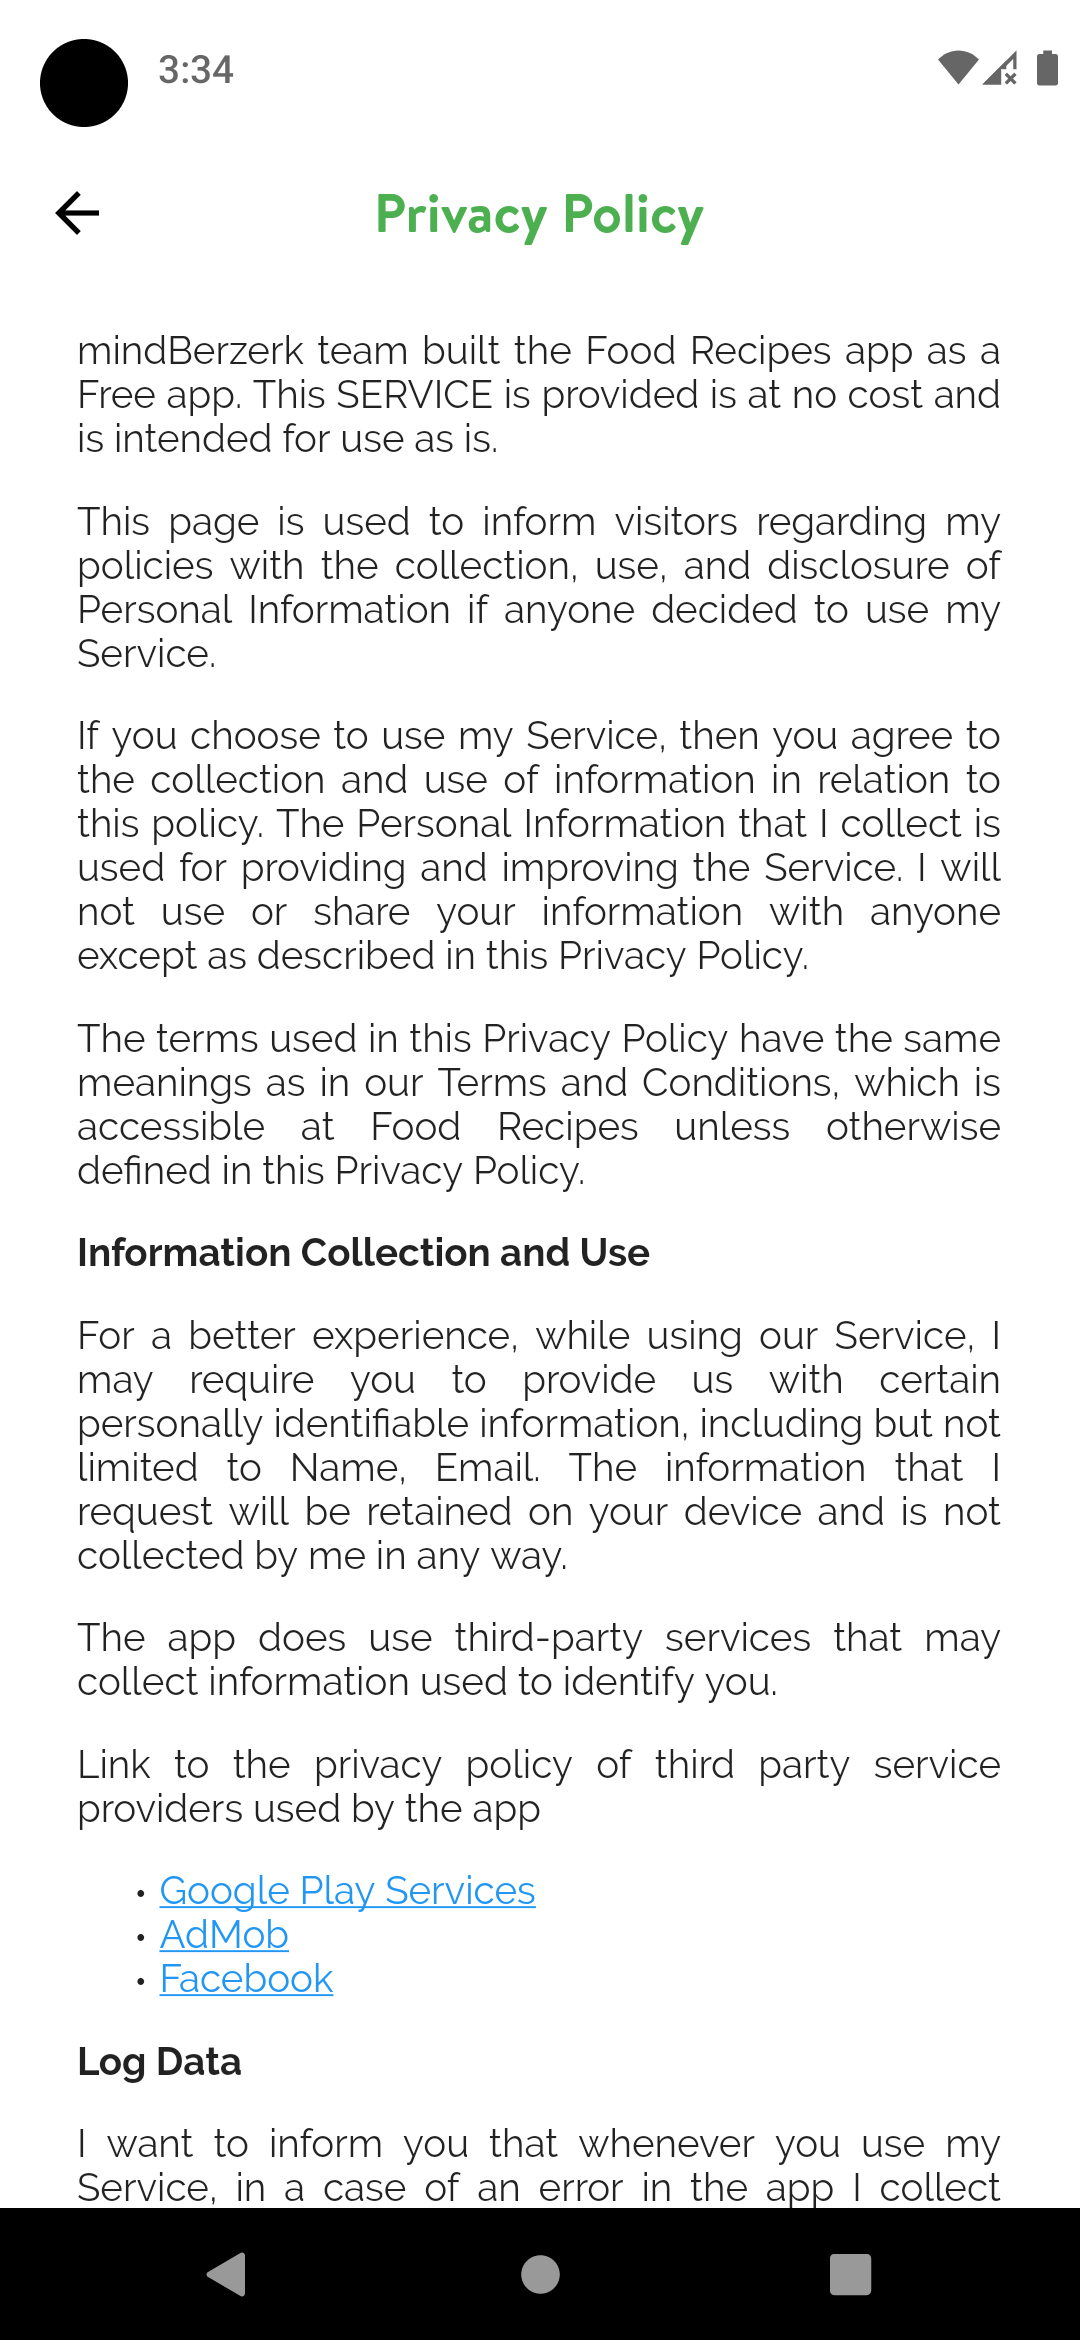 3:34
Privacy Policy
mindBerzerk team built the Food Recipes app as a
Free app. This SERVICE is provided is at no cost and
is intended for use as is.
This page is used to inform visitors regarding my
policies with the collection, use, and disclosure of
Personal Information if anyone decided to use my
Service.
If you choose to use my Service, then you agree to
the collection and use of information in relation to
this policy. The Personal Information that I collect is
used for providing and improving the Service. I will
not use or share your information with anyone
except as described in this Privacy Policy.
The terms used in this Privacy Policy have the same
meanings as in our Terms and Conditions, which is
accessible at Food Recipes unless otherwise
defined in this Privacy Policy.
Information Collection and Use
For a better experience, while using our Service, I
may require you to provide us with certain
personally identifiable information, including but not
limited to Name, Email. The information that I
request will be retained on your device and is not
collected by me in any way.
The app does use third-party services that may
collect information used to identify you.
Link to the privacy policy of third party service
providers used by the app
• Google Play Services
• AdMob
• Facebook
Log Data
I want to inform you that whenever you use my
Service, in a case of an error in the app I collect